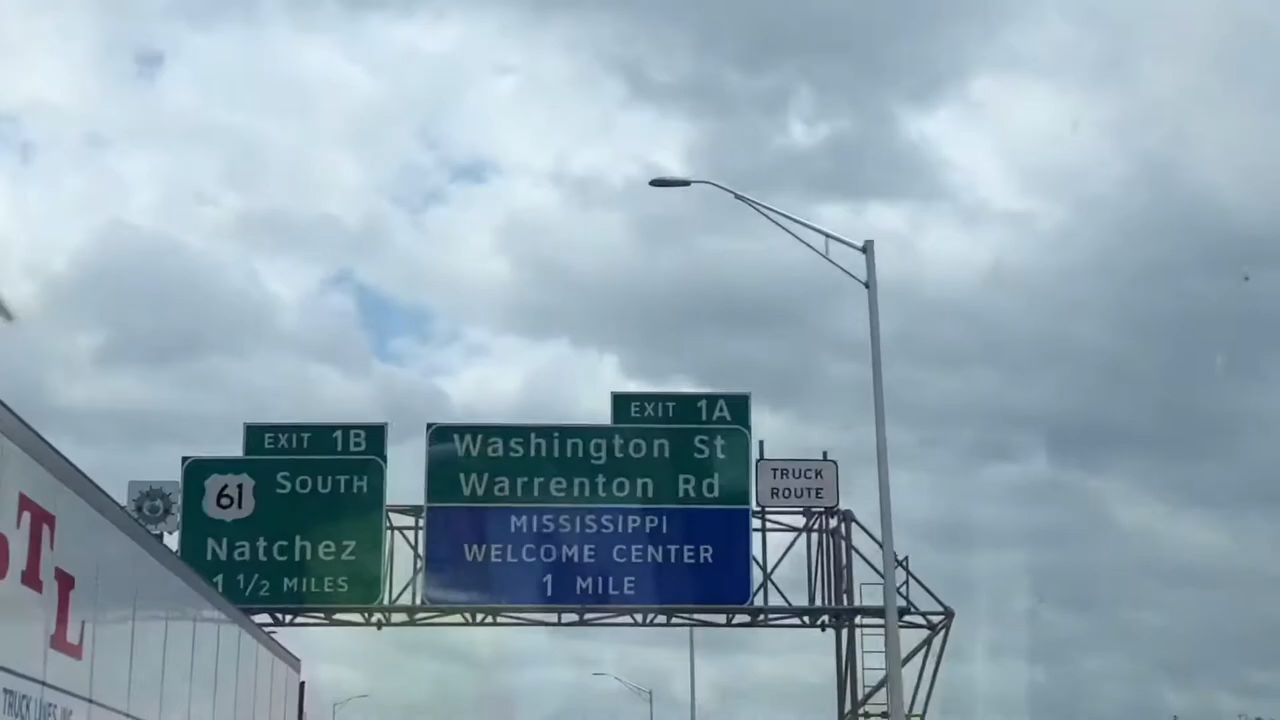 EXIT 1B
61 SOUTH
Natchez
1 1/2 MILES
EXIT 1A
Washington St
Warrenton Rd
MISSISSIPPI
WELCOME CENTER
1 MILE
TRUCK
ROUTE
TL
TRUCK LINES, INC.